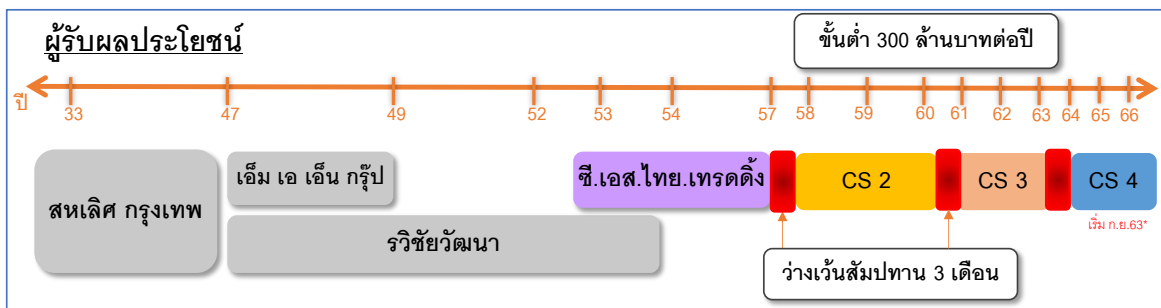 ผู้รับผลประโยชน์
ขั้นต่ำ 300 ล้านบาทต่อปี
ปี
33 47 49 52 53 54 57 58 59 60 61 62 63 64 65 66
สหเลิศ กรุงเทพ
เอ็ม เอ เอ็น กรุ๊ป
รวิชัยวัฒนา
ซี.เอส.ไทย.เทรดดิ้ง
CS 2
CS 3
CS 4
เริ่ม ก.ย.63*
ว่างเว้นสัมปทาน 3 เดือน